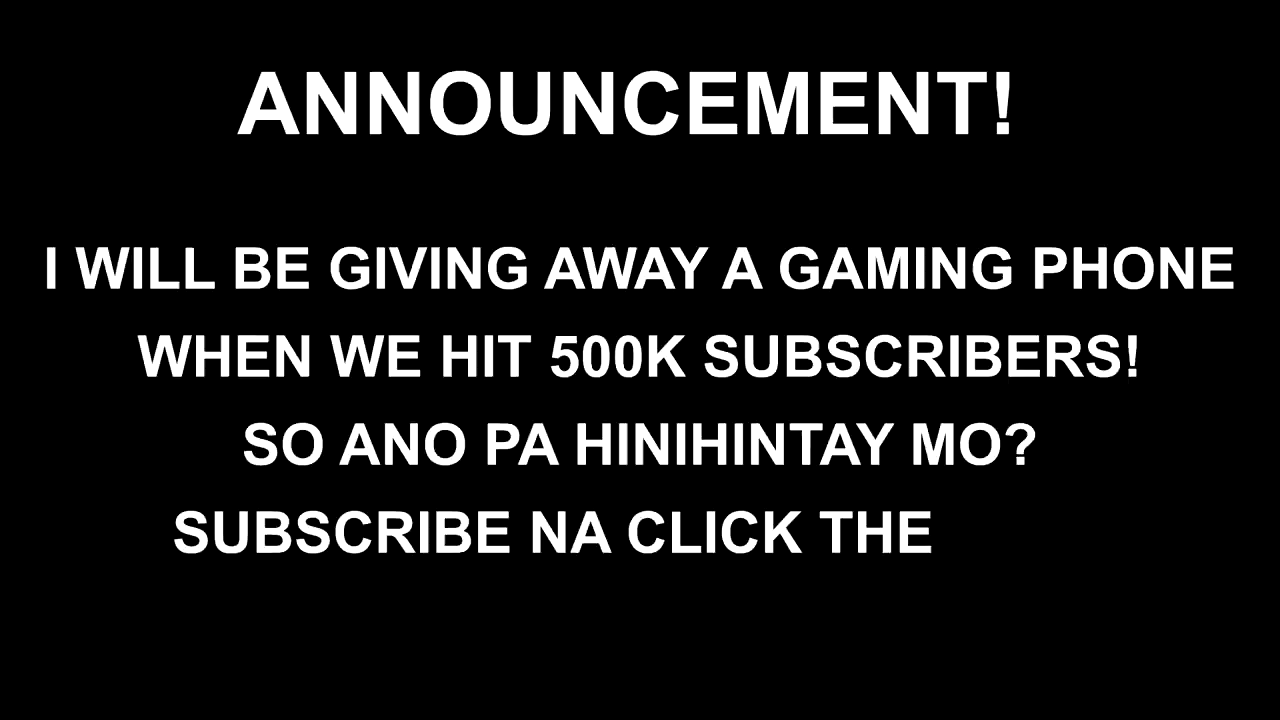 ANNOUNCEMENT!
I WILL BE GIVING AWAY A GAMING PHONE
WHEN WE HIT 500K SUBSCRIBERS!
SO ANO PA HINIHINTAY MO?
SUBSCRIBE NA CLICK THE